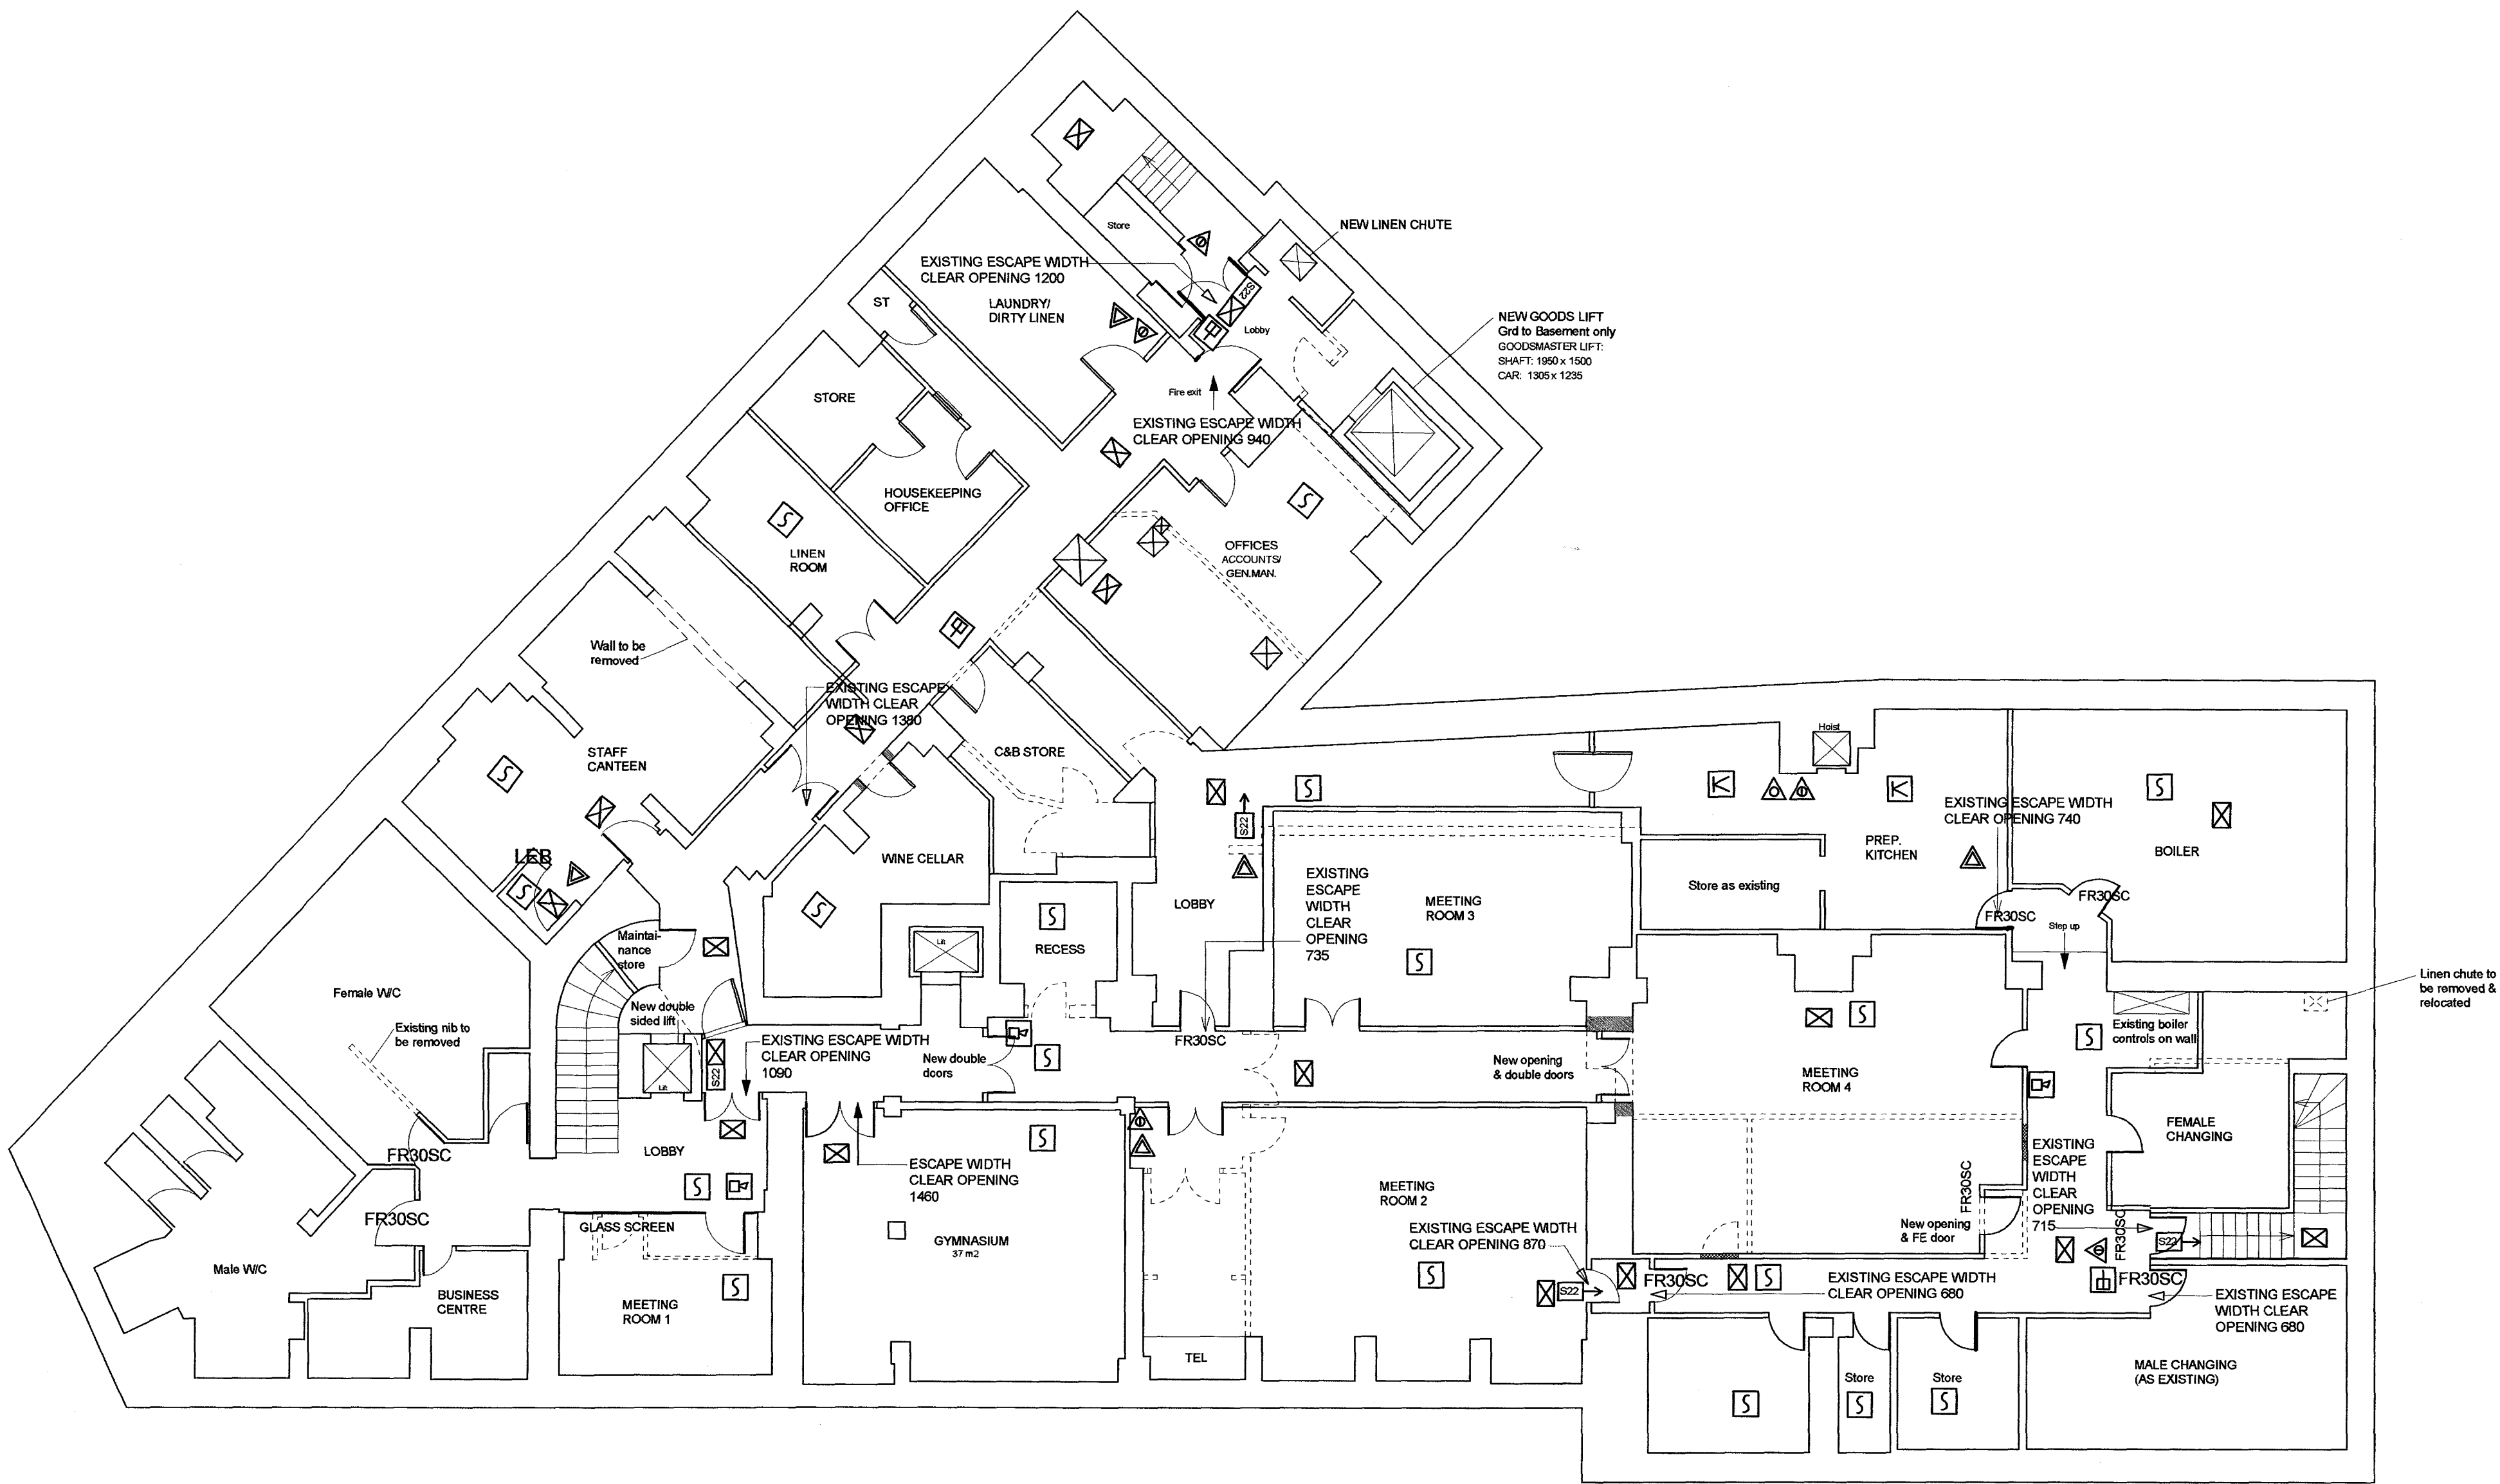 NEW LINEN CHUTE
Store
EXISTING ESCAPE WIDTH
CLEAR OPENING 1200
S22
ST
LAUNDRY/
DIRTY LINEN
Lobby
NEW GOODS LIFT
Grd to Basement only
GOODSMASTER LIFT:
SHAFT: 1950 x 1500
CAR: 1305 x 1235
Fire exit
STORE
EXISTING ESCAPE WIDTH
CLEAR OPENING 940
HOUSEKEEPING
OFFICE
S
S
LINEN
ROOM
OFFICES
ACCOUNTS/
GEN.MAN.
Wall to be
removed
EXISTING ESCAPE
WIDTH CLEAR
OPENING 1380
STAFF
CANTEEN
S
C&B STORE
Hoist
S
K
K
S
EXISTING ESCAPE WIDTH
CLEAR OPENING 740
S22
LEB
S
WINE CELLAR
S
PREP.
KITCHEN
BOILER
Store as existing
EXISTING
ESCAPE
WIDTH
CLEAR
OPENING
735
MEETING
ROOM 3
S
LOBBY
FR30SC
FR30SC
Step up
S
RECESS
Maintai-
nance
store
Lift
Female W/C
New double
sided lift
Existing nib to
be removed
Linen chute to
be removed &
relocated
S
S
Existing boiler
controls on wall
EXISTING ESCAPE WIDTH
CLEAR OPENING
1090
S22
Lift
New double
doors
S
FR30SC
New opening
& double doors
MEETING
ROOM 4
FEMALE
CHANGING
FR30SC
LOBBY
S
S
ESCAPE WIDTH
CLEAR OPENING
1460
MEETING
ROOM 2
EXISTING
ESCAPE
WIDTH
CLEAR
OPENING
715
FR30SC
FR30SC
FR30SC
GLASS SCREEN
GYMNASIUM
37 m2
EXISTING ESCAPE WIDTH
CLEAR OPENING 870
New opening
& FE door
S22
Male W/C
BUSINESS
CENTRE
MEETING
ROOM 1
S
S
S22
FR30SC
S
EXISTING ESCAPE WIDTH
CLEAR OPENING 680
FR30SC
EXISTING ESCAPE
WIDTH CLEAR
OPENING 680
TEL
MALE CHANGING
(AS EXISTING)
S
Store
S
Store
S